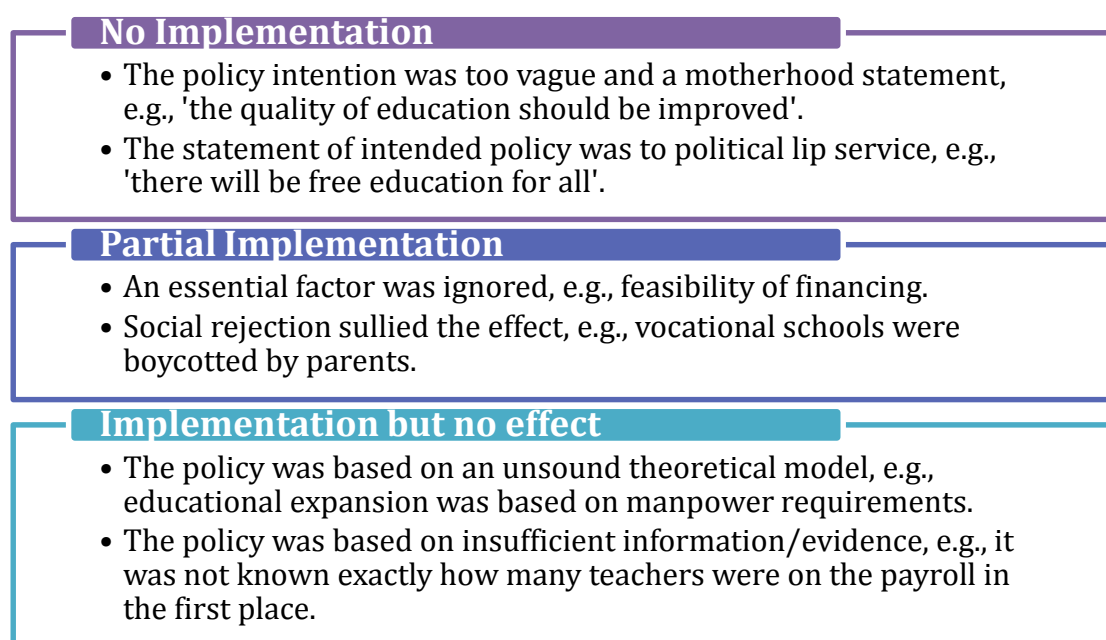 No Implementation
• The policy intention was too vague and a motherhood statement,
e.g., 'the quality of education should be improved'.
• The statement of intended policy was to political lip service, e.g.,
'there will be free education for all'.
Partial Implementation
• An essential factor was ignored, e.g., feasibility of financing.
• Social rejection sullied the effect, e.g., vocational schools were
boycotted by parents.
Implementation but no effect
• The policy was based on an unsound theoretical model, e.g.,
educational expansion was based on manpower requirements.
• The policy was based on insufficient information/evidence, e.g., it
was not known exactly how many teachers were on the payroll in
the first place.